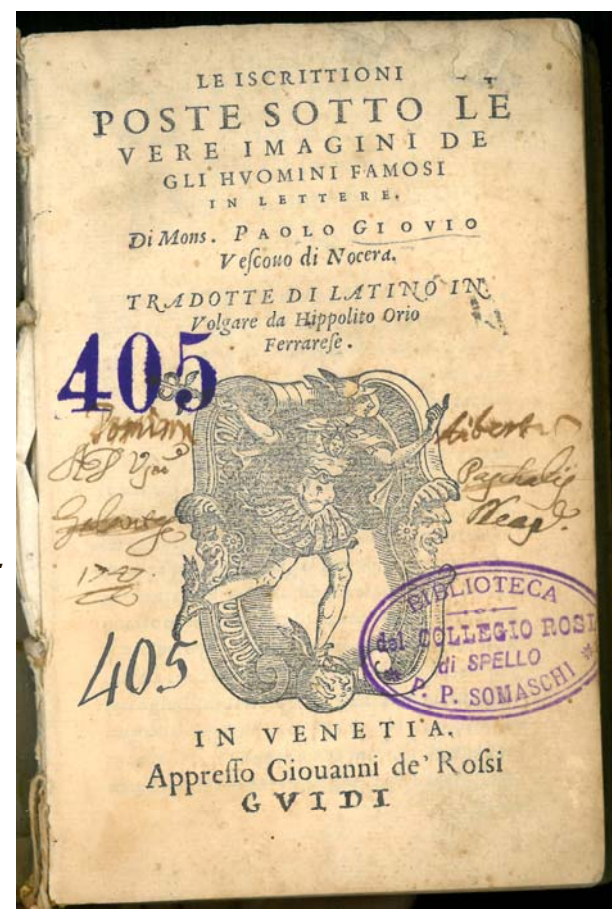 LE ISCRITTIONI
POSTE SOTTO LE
VERE IMAGINI DE
GLI HVOMINI FAMOSI
IN LETTERE.
Di Mons. PAOLO GIOVIO
Veſcouo di Nocera.
TRADOTTE DI LATINO IN
Volgare da Hippolito Orio
Ferrareſe.
405
405
BIBLIOTECA
del COLLEGIO ROSI
di SPELLO
* P. P. SOMASCHI *
IN VENETIA.
Appreſſo Giouanni de' Roſſi
GVIDI